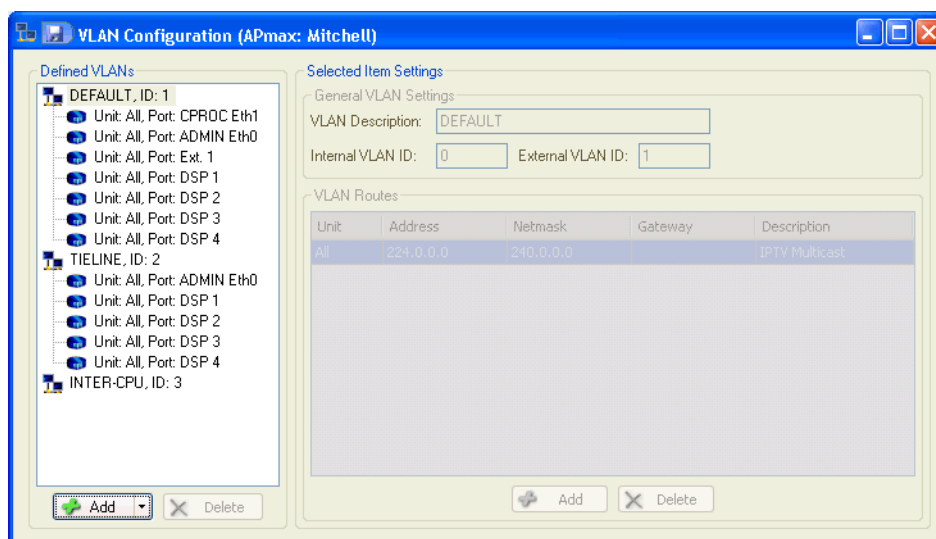 VLAN Configuration (APmax: Mitchell)
Defined VLANs
DEFAULT, ID: 1
Unit: All, Port: CPROC Eth1
Unit: All, Port: ADMIN Eth0
Unit: All, Port: Ext. 1
Unit: All, Port: DSP 1
Unit: All, Port: DSP 2
Unit: All, Port: DSP 3
Unit: All, Port: DSP 4
TIELINE, ID: 2
Unit: All, Port: ADMIN Eth0
Unit: All, Port: DSP 1
Unit: All, Port: DSP 2
Unit: All, Port: DSP 3
Unit: All, Port: DSP 4
INTER-CPU, ID: 3
Add Delete
Selected Item Settings
General VLAN Settings
VLAN Description: DEFAULT
Internal VLAN ID: 0 External VLAN ID: 1
VLAN Routes
Unit Address Netmask Gateway Description
All 224.0.0.0 240.0.0.0 IPTV Multicast
Add Delete